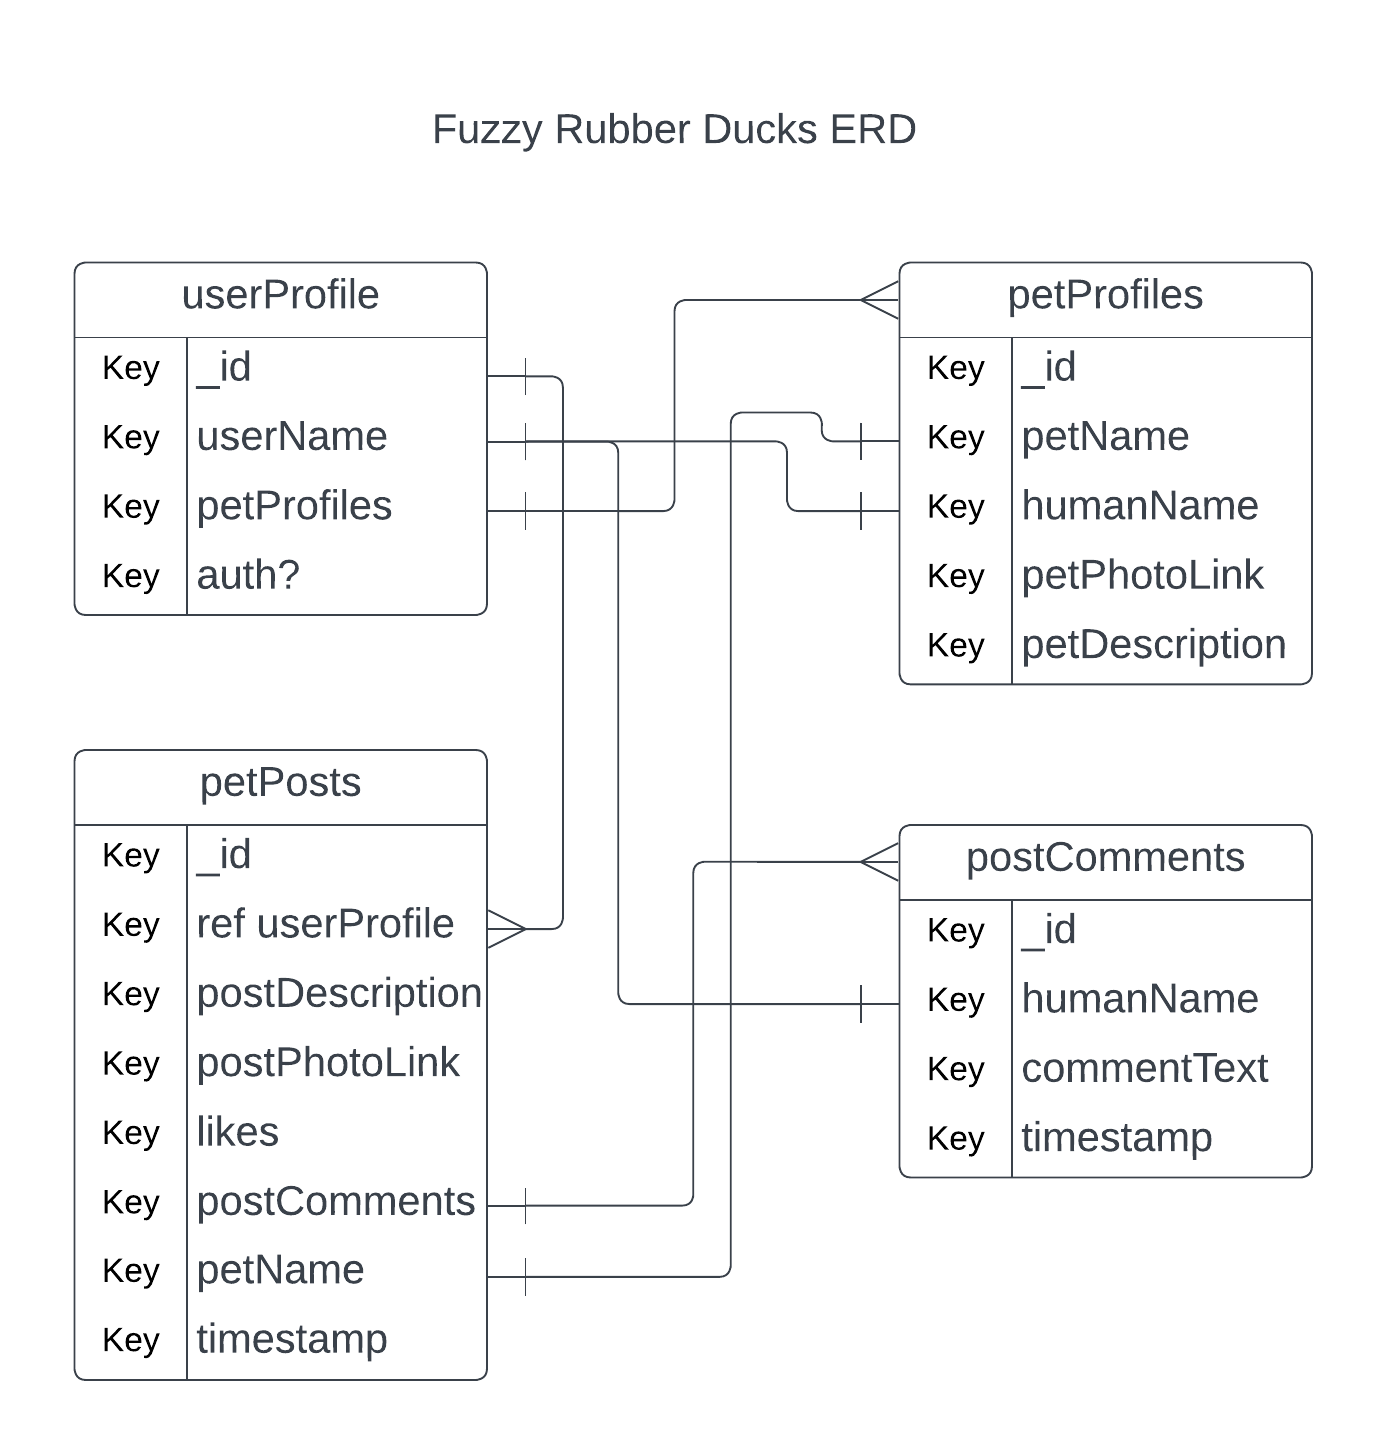 Fuzzy Rubber Ducks ERD
userProfile
Key _id
Key userName
Key petProfiles
Key auth?
petProfiles
Key _id
Key petName
Key humanName
Key petPhotoLink
Key petDescription
petPosts
Key _id
Key ref userProfile
Key postDescription
Key postPhotoLink
Key likes
Key postComments
Key petName
Key timestamp
postComments
Key _id
Key humanName
Key commentText
Key timestamp